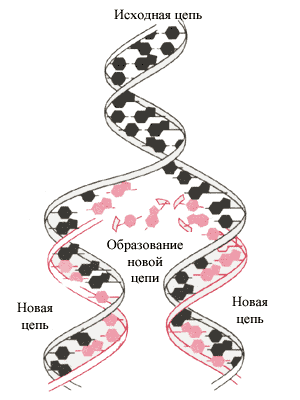 Исходная цепь
Образование
новой
цепи
Новая
цепь
Новая
цепь